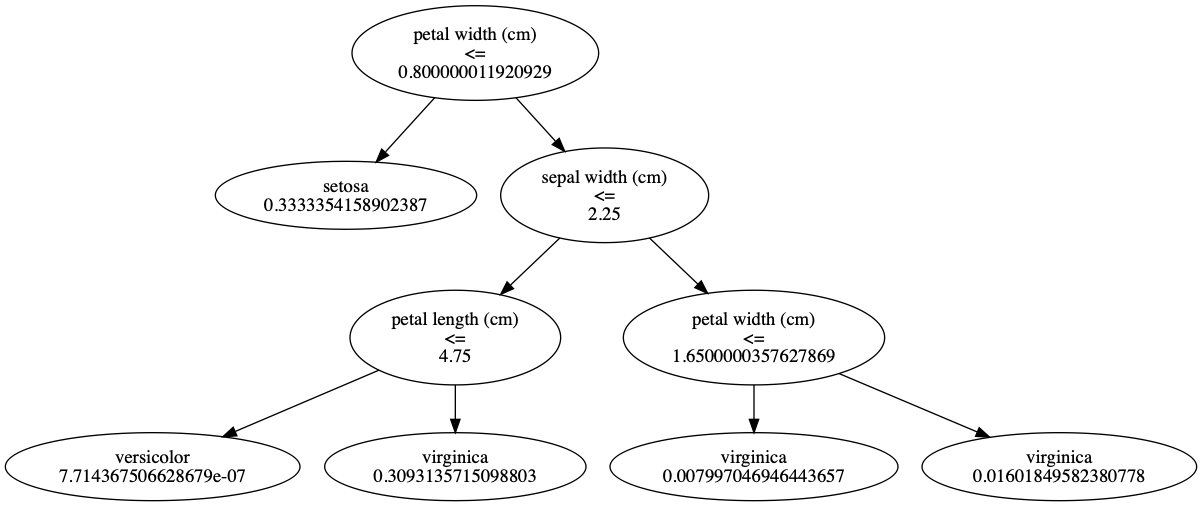 petal width (cm)
<=
0.800000011920929
setosa
0.3333354158902387
sepal width (cm)
<=
2.25
petal length (cm)
<=
4.75
petal width (cm)
<=
1.6500000357627869
versicolor
7.714367506628679e-07
virginica
0.3093135715098803
virginica
0.007997046946443657
virginica
0.01601849582380778